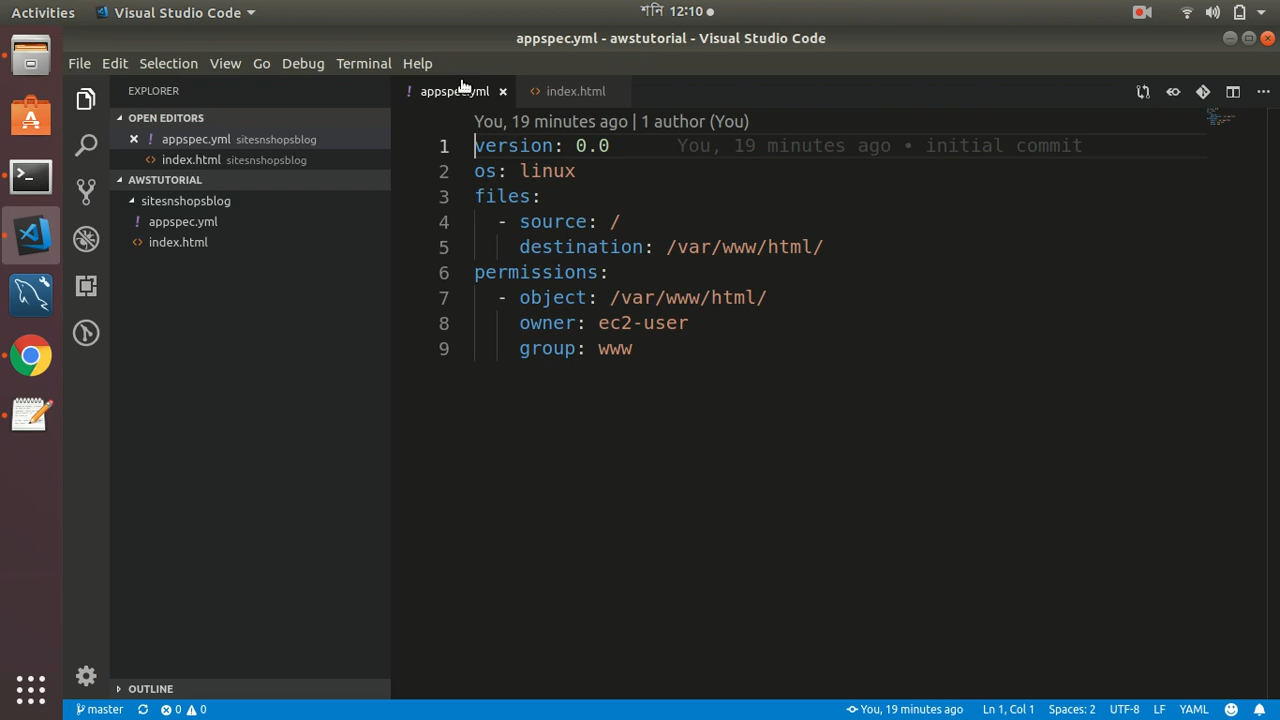 Activities
Visual Studio Code
শনি 12:10
appspec.yml - awstutorial - Visual Studio Code
File Edit Selection View Go Debug Terminal Help
EXPLORER
OPEN EDITORS
appspec.yml sitesnshopsblog
index.html sitesnshopsblog
AWSTUTORIAL
sitesnshopsblog
appspec.yml
index.html
OUTLINE
appspec.yml
index.html
You, 19 minutes ago | 1 author (You)
1 version: 0.0 You, 19 minutes ago • initial commit
2 os: linux
3 files:
4 - source: /
5 destination: /var/www/html/
6 permissions:
7 - object: /var/www/html/
8 owner: ec2-user
9 group: www
master 0 0 You, 19 minutes ago Ln 1, Col 1 Spaces: 2 UTF-8 LF YAML